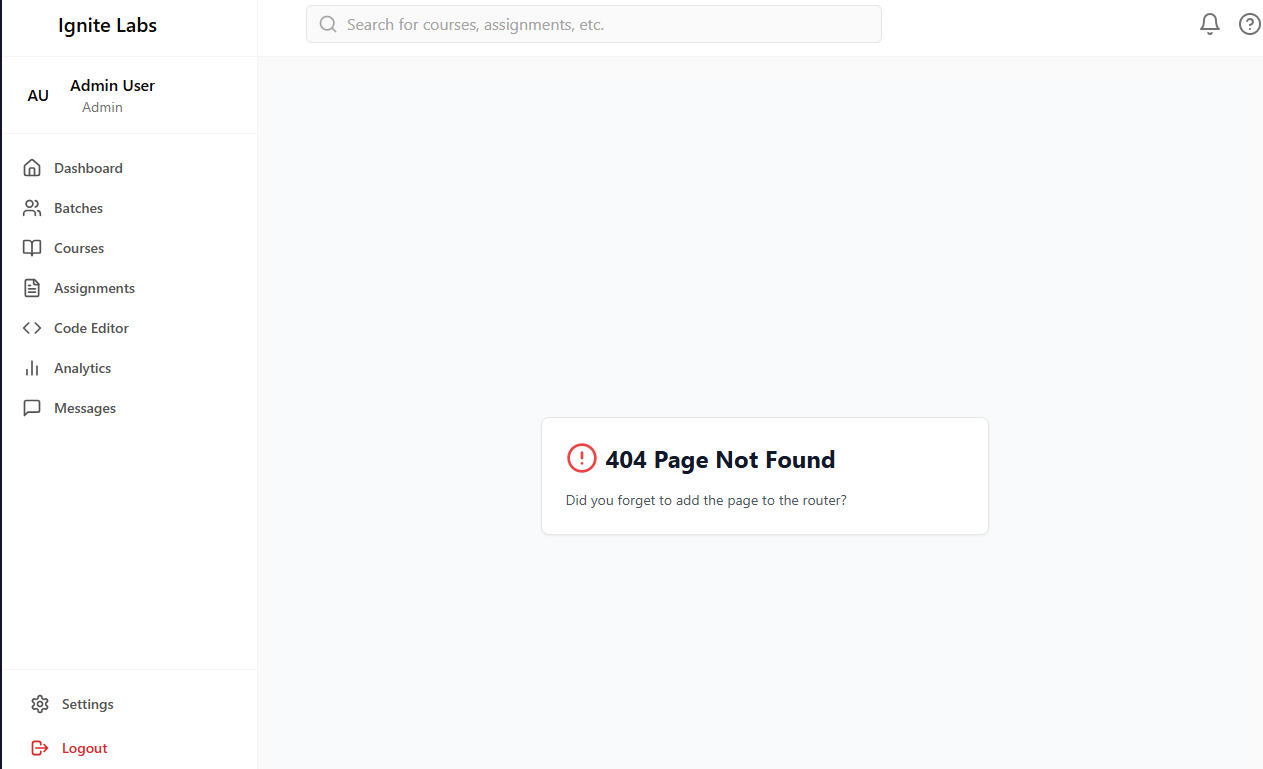 Ignite Labs
Search for courses, assignments, etc.
AU
Admin User
Admin
Dashboard
Batches
Courses
Assignments
Code Editor
Analytics
Messages
404 Page Not Found
Did you forget to add the page to the router?
Settings
Logout